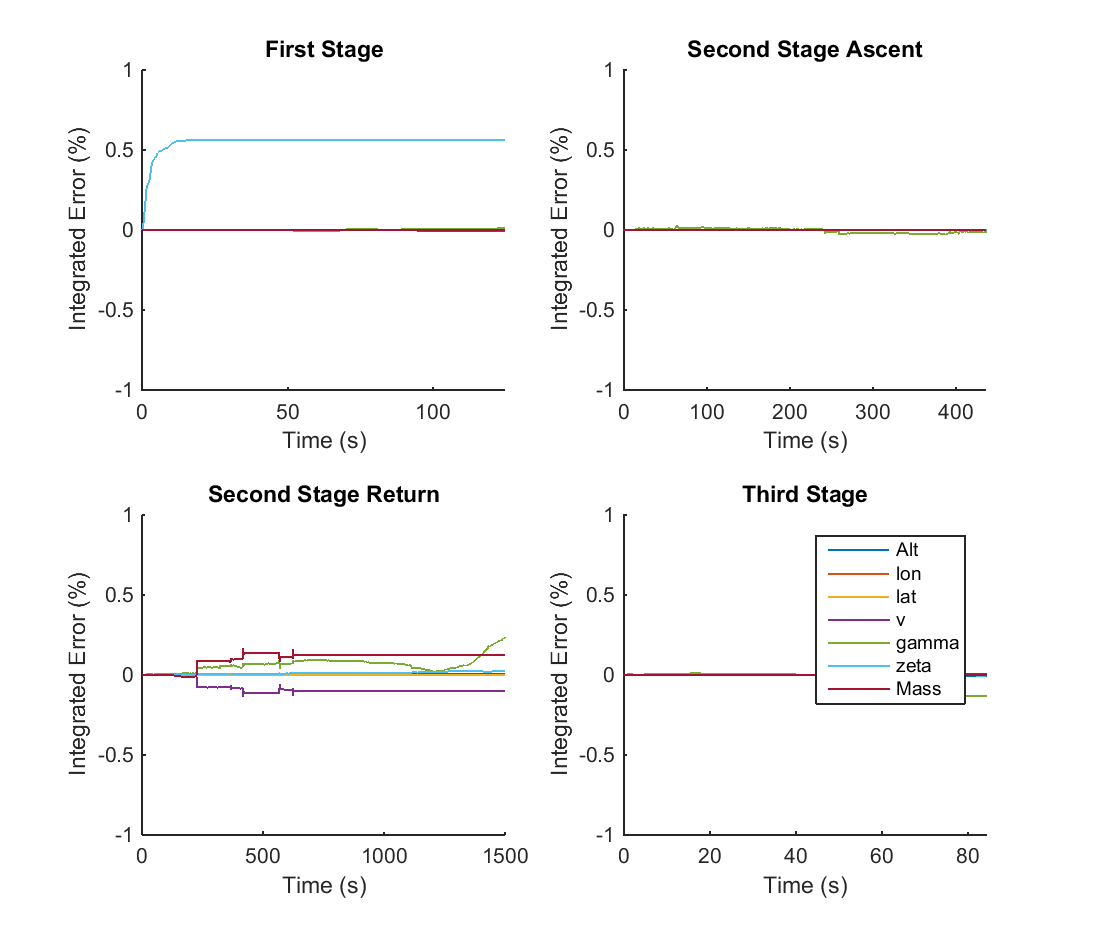 First Stage
1
0.5
0
-0.5
-1
Integrated Error (%)
0 50 100
Time (s)
Second Stage Ascent
1
0.5
0
-0.5
-1
Integrated Error (%)
0 100 200 300 400
Time (s)
Second Stage Return
1
0.5
0
-0.5
-1
Integrated Error (%)
0 500 1000 1500
Time (s)
Third Stage
1
0.5
0
-0.5
-1
Integrated Error (%)
0 20 40 60 80
Time (s)
Alt
lon
lat
v
gamma
zeta
Mass